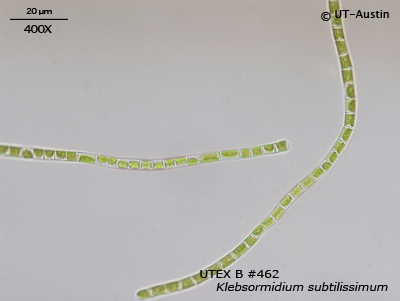 20 µm
400X
© UT-Austin
UTEX B #462
Klebsormidium subtilissimum